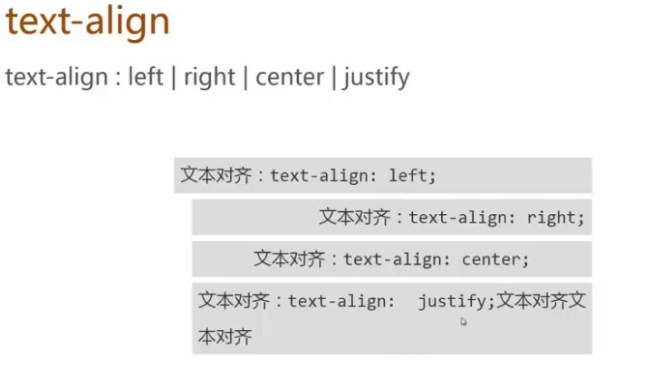 text-align
text-align : left | right | center | justify
文本对齐：text-align: left;
文本对齐：text-align: right;
文本对齐：text-align: center;
文本对齐：text-align:  justify;文本对齐文
本对齐